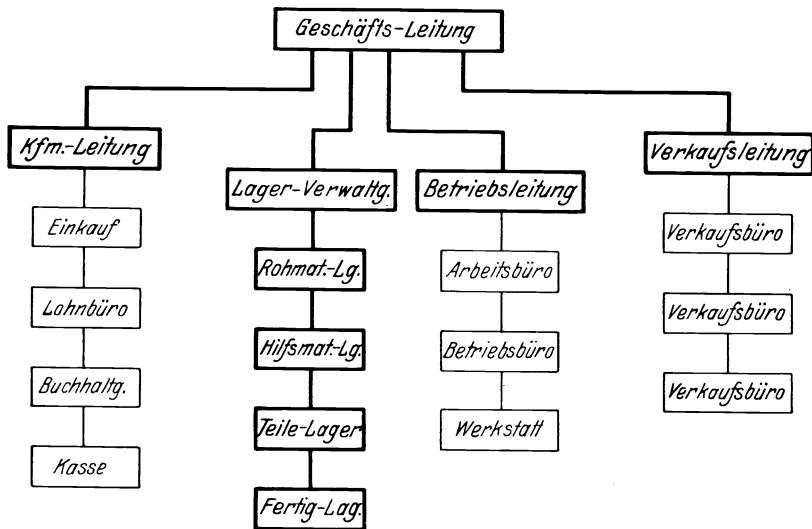 Geschäfts-Leitung
Kfm.-Leitung
Einkauf
Lohnbüro
Buchhaltg.
Kasse
Lager-Verwaltg.
Rohmat.-Lg.
Hilfsmat.-Lg.
Teile-Lager
Fertig-Lag.
Betriebsleitung
Arbeitsbüro
Betriebsbüro
Werkstatt
Verkaufsleitung
Verkaufsbüro
Verkaufsbüro
Verkaufsbüro